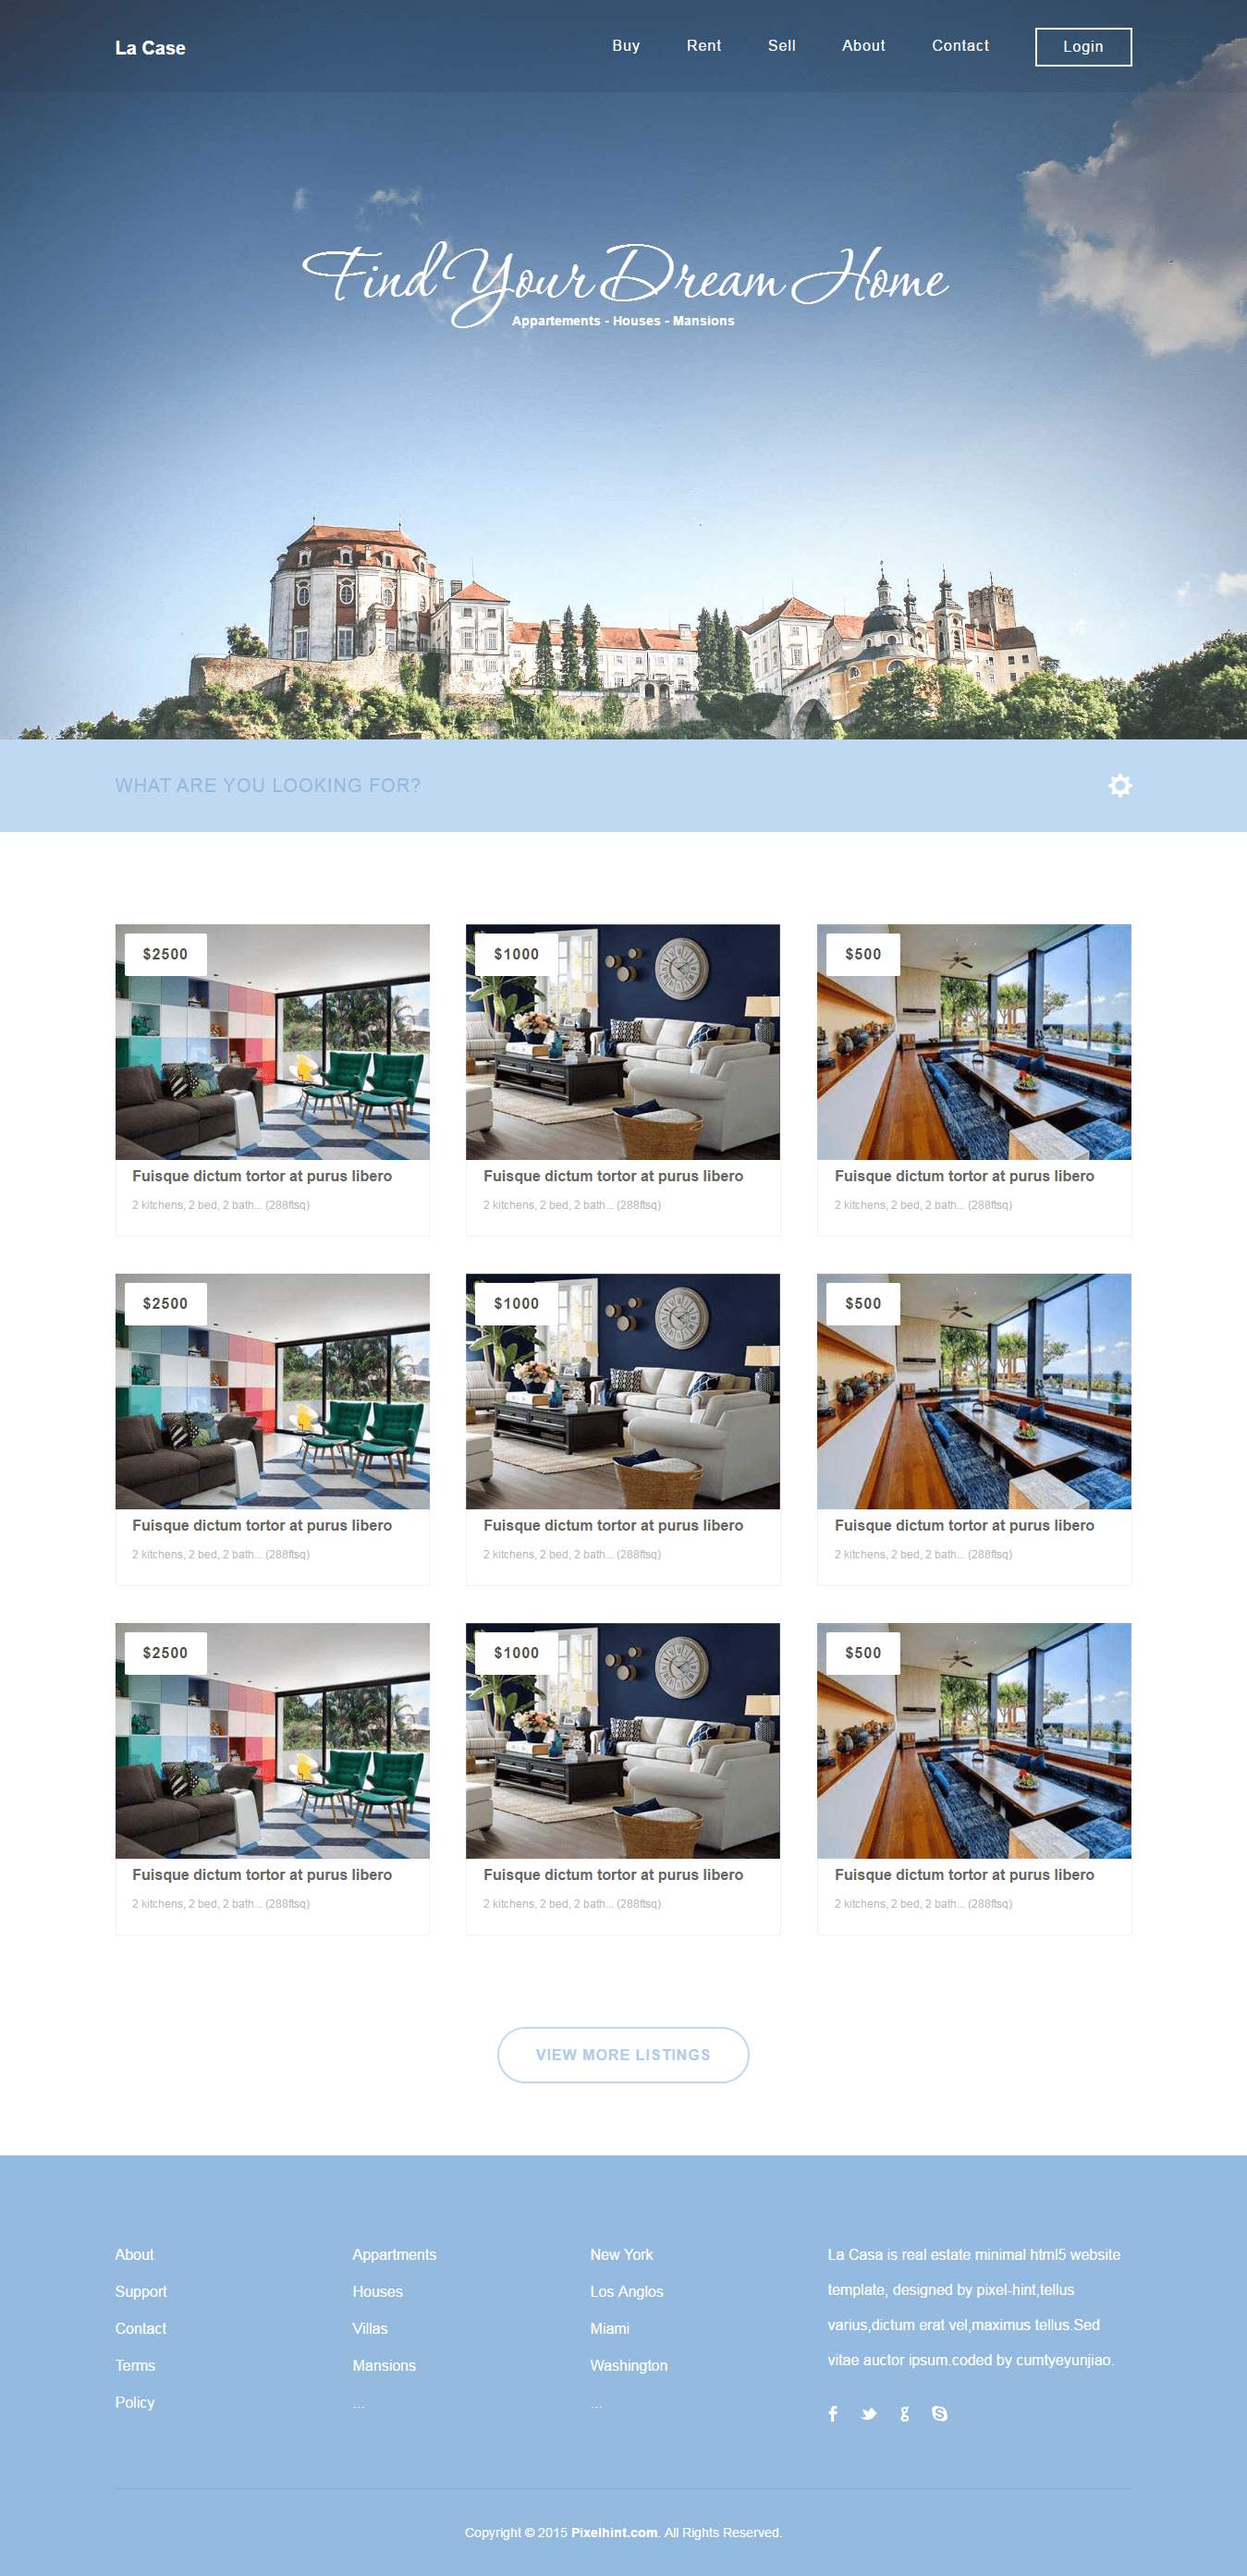 La Case
Buy Rent Sell About Contact Login
Find Your Dream Home
Appartements - Houses - Mansions
WHAT ARE YOU LOOKING FOR?
$2500 $1000 $500
Fuisque dictum tortor at purus libero Fuisque dictum tortor at purus libero Fuisque dictum tortor at purus libero
2 kitchens, 2 bed, 2 bath... (288ftsq) 2 kitchens, 2 bed, 2 bath... (288ftsq) 2 kitchens, 2 bed, 2 bath... (288ftsq)
$2500 $1000 $500
Fuisque dictum tortor at purus libero Fuisque dictum tortor at purus libero Fuisque dictum tortor at purus libero
2 kitchens, 2 bed, 2 bath... (288ftsq) 2 kitchens, 2 bed, 2 bath... (288ftsq) 2 kitchens, 2 bed, 2 bath... (288ftsq)
$2500 $1000 $500
Fuisque dictum tortor at purus libero Fuisque dictum tortor at purus libero Fuisque dictum tortor at purus libero
2 kitchens, 2 bed, 2 bath... (288ftsq) 2 kitchens, 2 bed, 2 bath... (288ftsq) 2 kitchens, 2 bed, 2 bath... (288ftsq)
VIEW MORE LISTINGS
About
Support
Contact
Terms
Policy
Appartments
Houses
Villas
Mansions
...
New York
Los Anglos
Miami
Washington
...
La Casa is real estate minimal html5 website
template, designed by pixel-hint,tellus
varius,dictum erat vel,maximus tellus.Sed
vitae auctor ipsum.coded by cumtyeyunjiao.
Copyright © 2015 Pixelhint.com. All Rights Reserved.